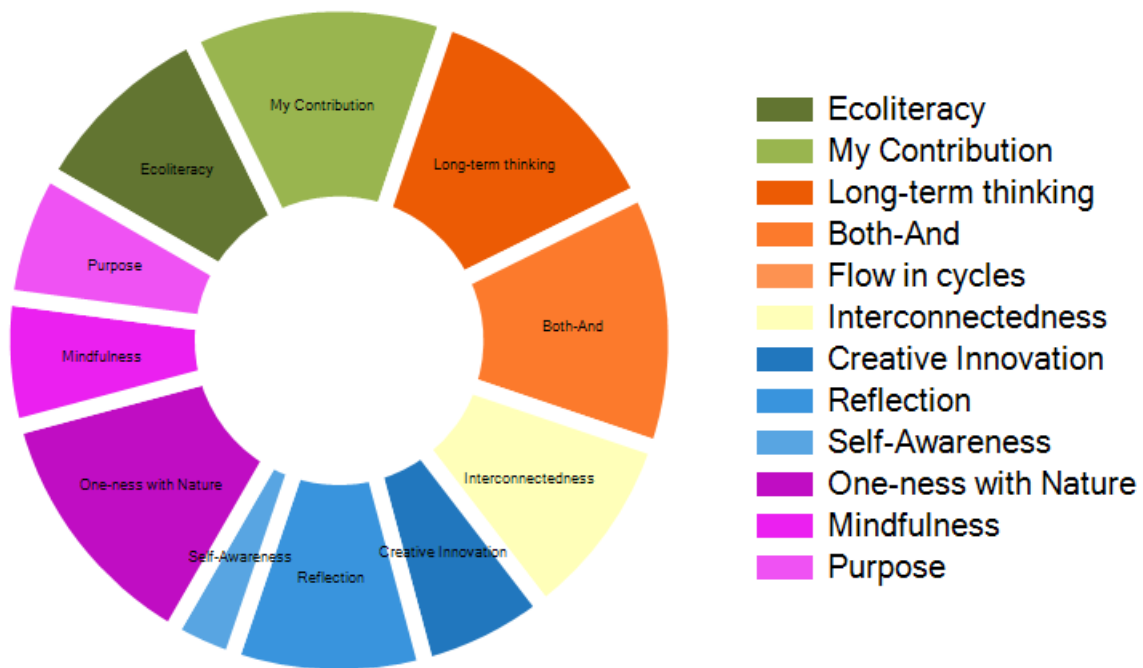 My Contribution
Long-term thinking
Ecoliteracy
Purpose
Both-And
Mindfulness
Interconnectedness
One-ness with Nature
Creative Innovation
Self-Awareness
Reflection
Ecoliteracy
My Contribution
Long-term thinking
Both-And
Flow in cycles
Interconnectedness
Creative Innovation
Reflection
Self-Awareness
One-ness with Nature
Mindfulness
Purpose